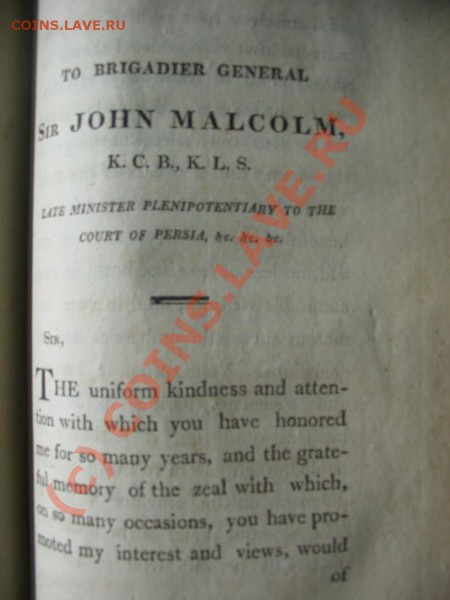 COINS.LAVE.RU
TO BRIGADIER GENERAL
SIR JOHN MALCOLM,
K. C. B., K. L. S.
LATE MINISTER PLENIPOTENTIARY TO THE
COURT OF PERSIA, &c. &c. &c.
SIR,
THE uniform kindness and atten-
tion with which you have honored
me for so many years, and the grate-
ful memory of the zeal with which,
on so many occasions, you have pro-
moted my interest and views, would
of
(c) COINS.LAVE.RU